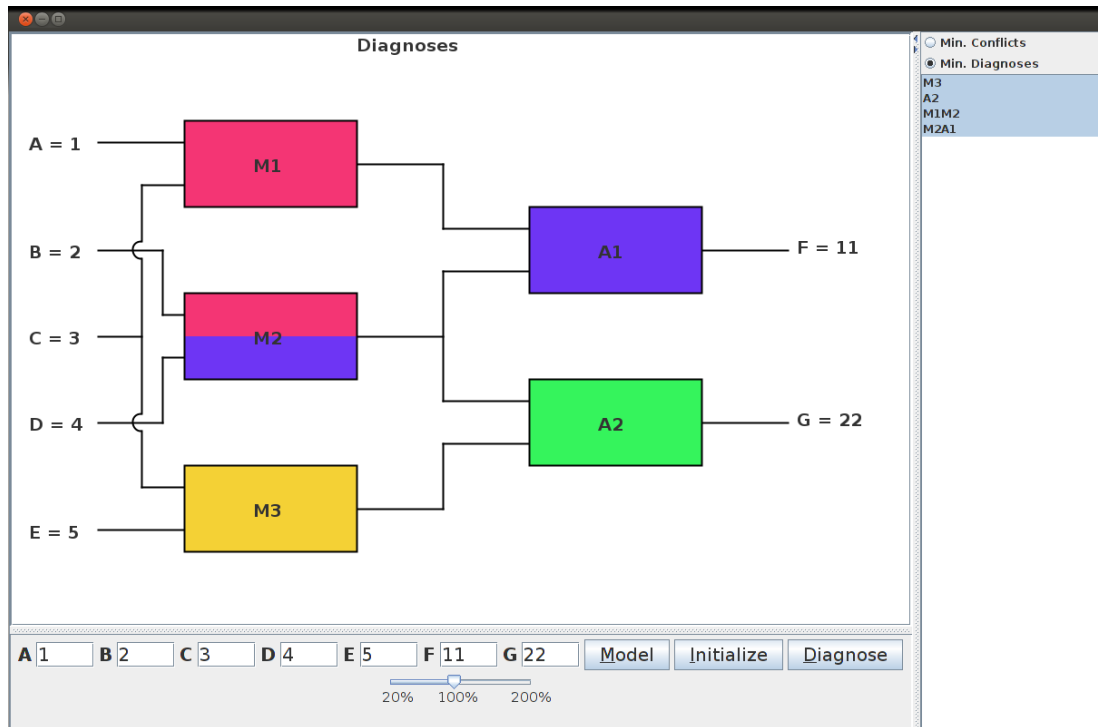 Diagnoses
Min. Conflicts
Min. Diagnoses
M3
A2
M1M2
M2A1
A = 1
B = 2
C = 3
D = 4
E = 5
M1
M2
M3
A1
A2
F = 11
G = 22
A 1 B 2 C 3 D 4 E 5 F 11 G 22 Model Initialize Diagnose
20% 100% 200%